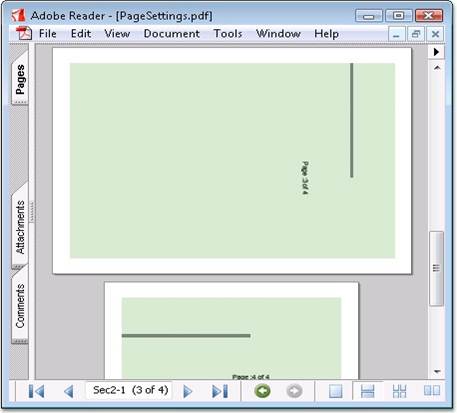 Adobe Reader - [PageSettings.pdf]
File Edit View Document Tools Window Help
Pages
Attachments
Comments
Page :3 of 4
Page :4 of 4
Sec2-1 (3 of 4)